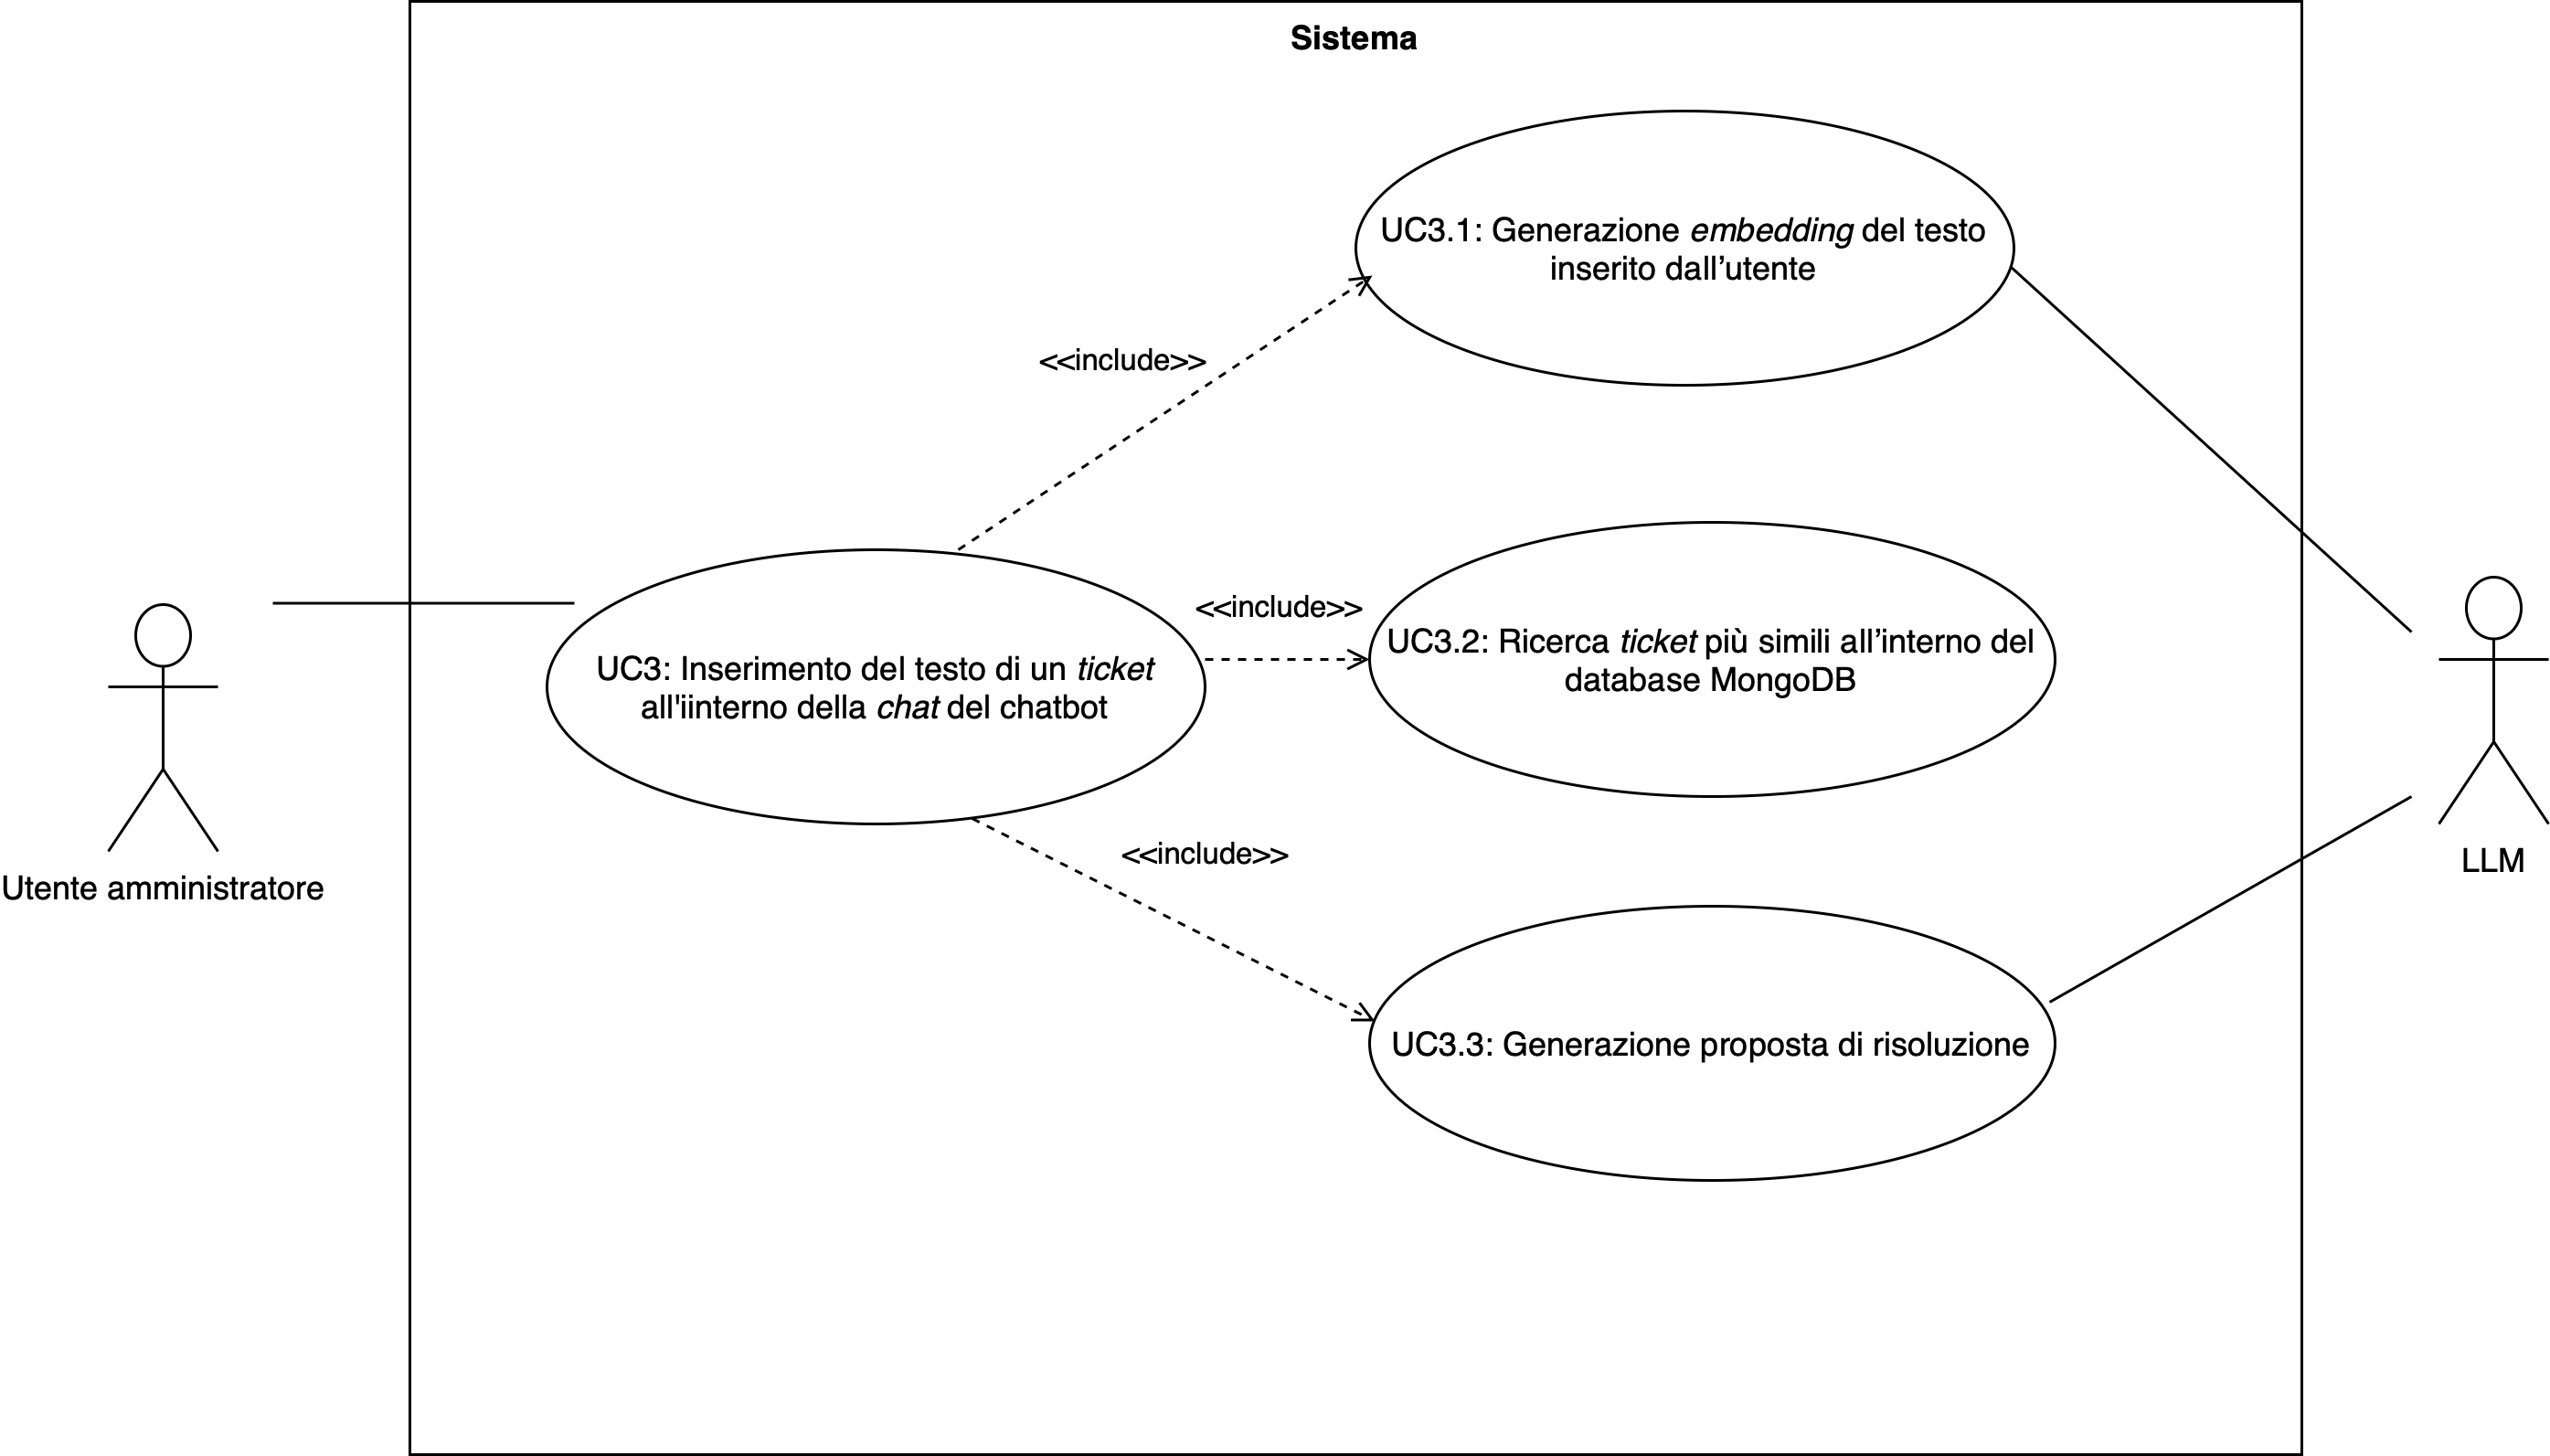 Sistema
UC3.1: Generazione embedding del testo
inserito dall’utente
<<include>>
<<include>>
UC3.2: Ricerca ticket più simili all’interno del
database MongoDB
UC3: Inserimento del testo di un ticket
all'iinterno della chat del chatbot
<<include>>
Utente amministratore
LLM
UC3.3: Generazione proposta di risoluzione